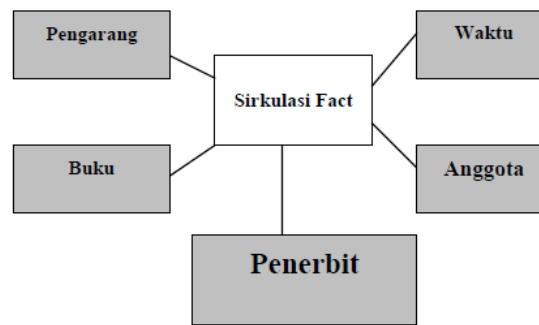 Pengarang
Waktu
Sirkulasi Fact
Buku
Anggota
Penerbit